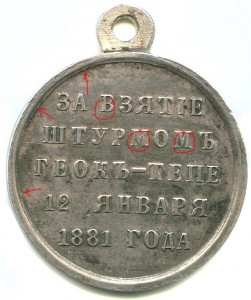 ЗА ВЗЯТІЕ
ШТУРМОМЪ
ГЕОКЪ-ТЕПЕ
12 ЯНВАРЯ
1881 ГОДА